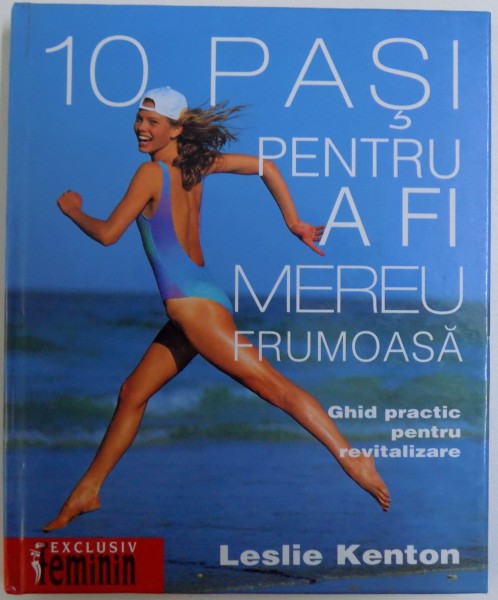 10 PAȘI
PENTRU
A FI
MEREU
FRUMOASĂ
Ghid practic
pentru
revitalizare
EXCLUSIV
feminin
Leslie Kenton